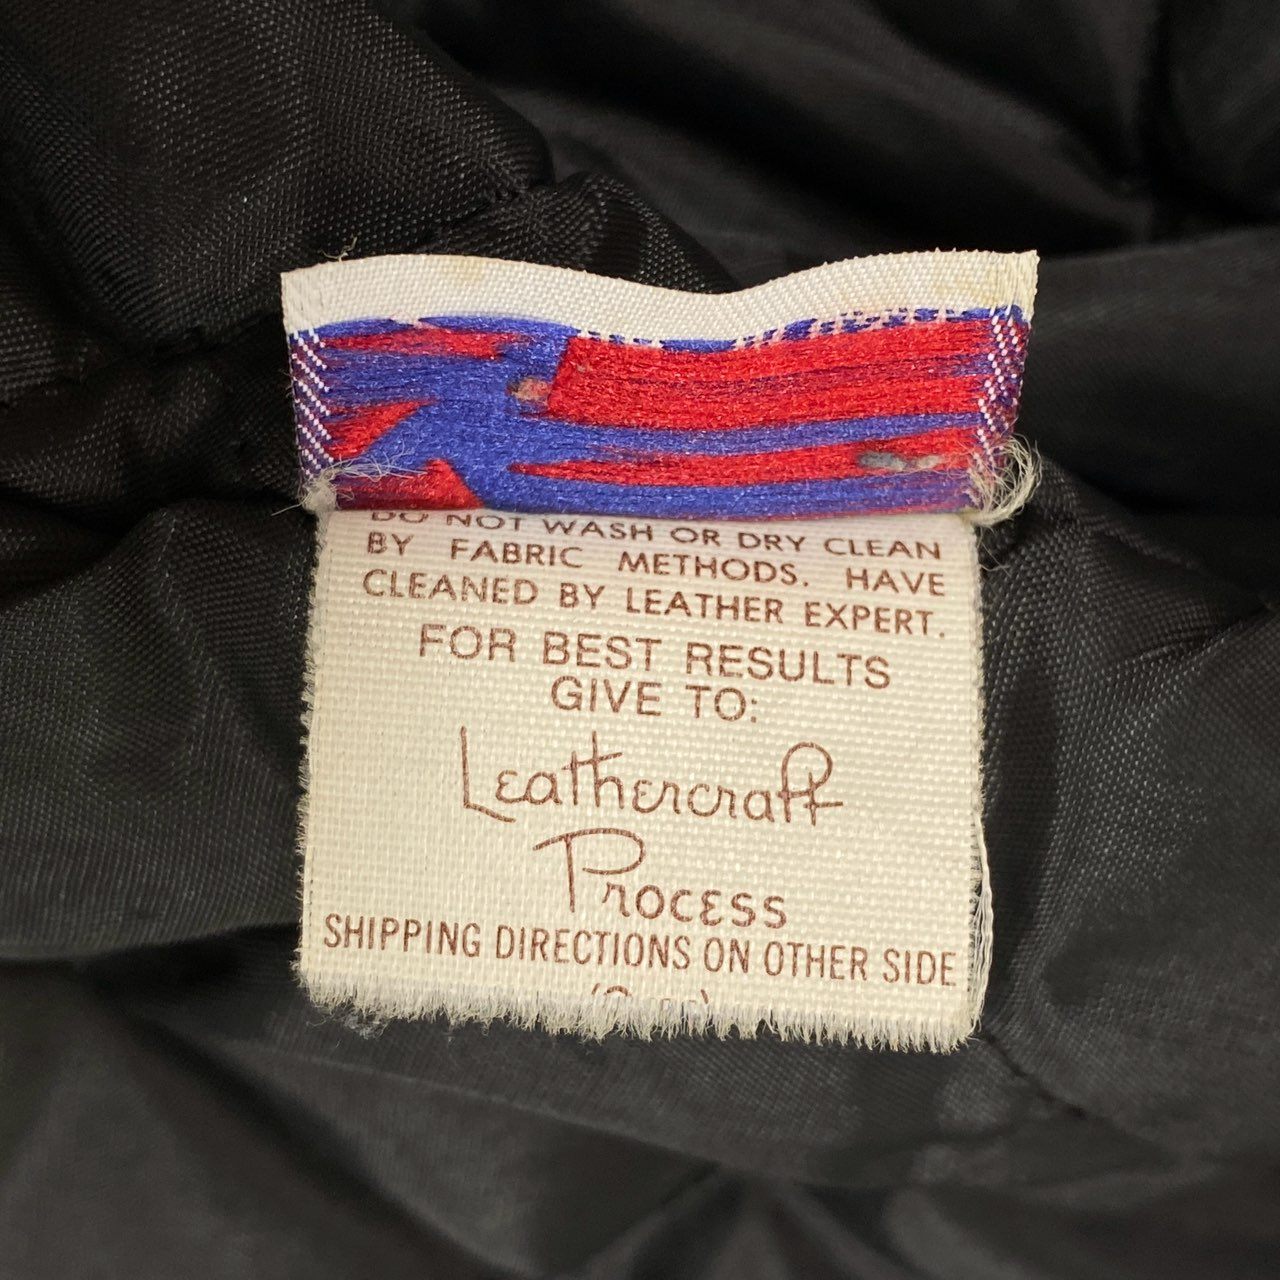 DO NOT WASH OR DRY CLEAN
BY FABRIC METHODS. HAVE
CLEANED BY LEATHER EXPERT.
FOR BEST RESULTS
GIVE TO:
Leathercraft
Process
SHIPPING DIRECTIONS ON OTHER SIDE